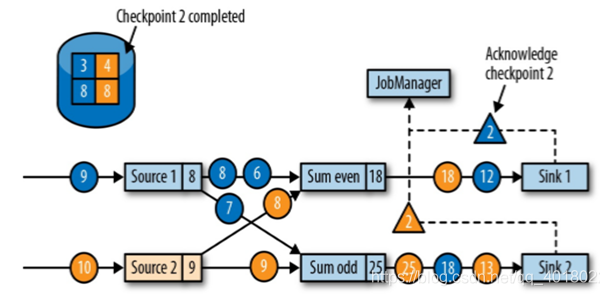 Checkpoint 2 completed
3 4
8 8
Acknowledge
checkpoint 2
JobManager
2
9
Source 1 8
8
6
Sum even 18
18
12
Sink 1
7
8
2
10
Source 2 9
9
Sum odd 25
25
18
13
Sink 2